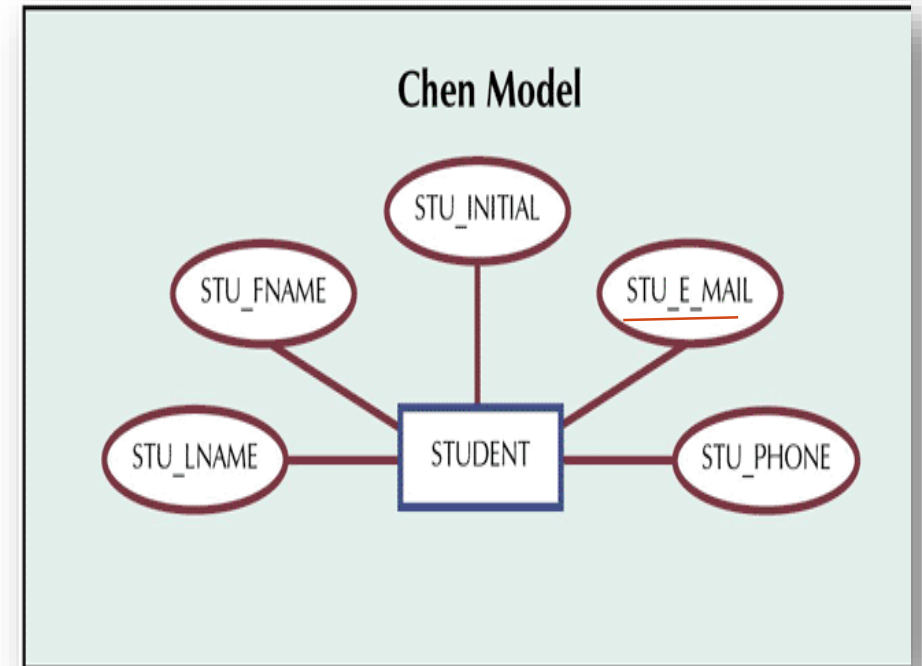 Chen Model
STU_INITIAL
STU_FNAME
STU_E_MAIL
STU_LNAME
STUDENT
STU_PHONE